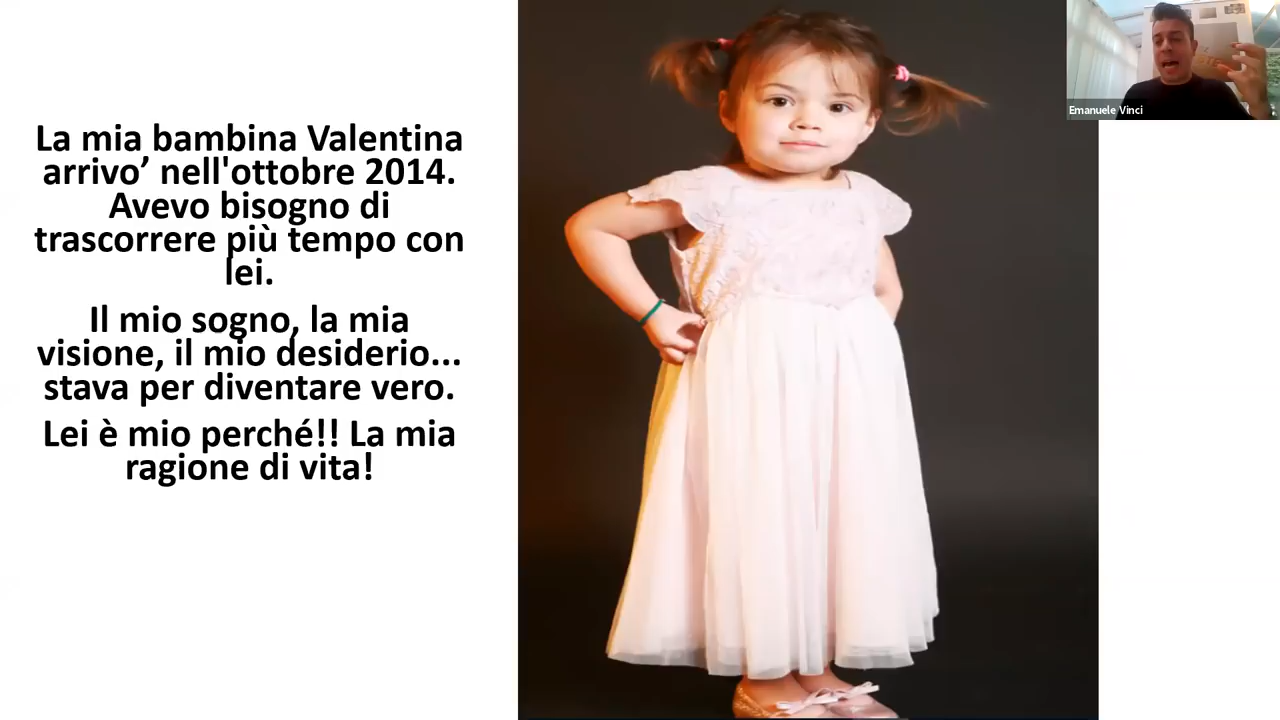 La mia bambina Valentina
arrivo’ nell'ottobre 2014.
Avevo bisogno di
trascorrere più tempo con
lei.
Il mio sogno, la mia
visione, il mio desiderio...
stava per diventare vero.
Lei è mio perché!! La mia
ragione di vita!
Emanuele Vinci